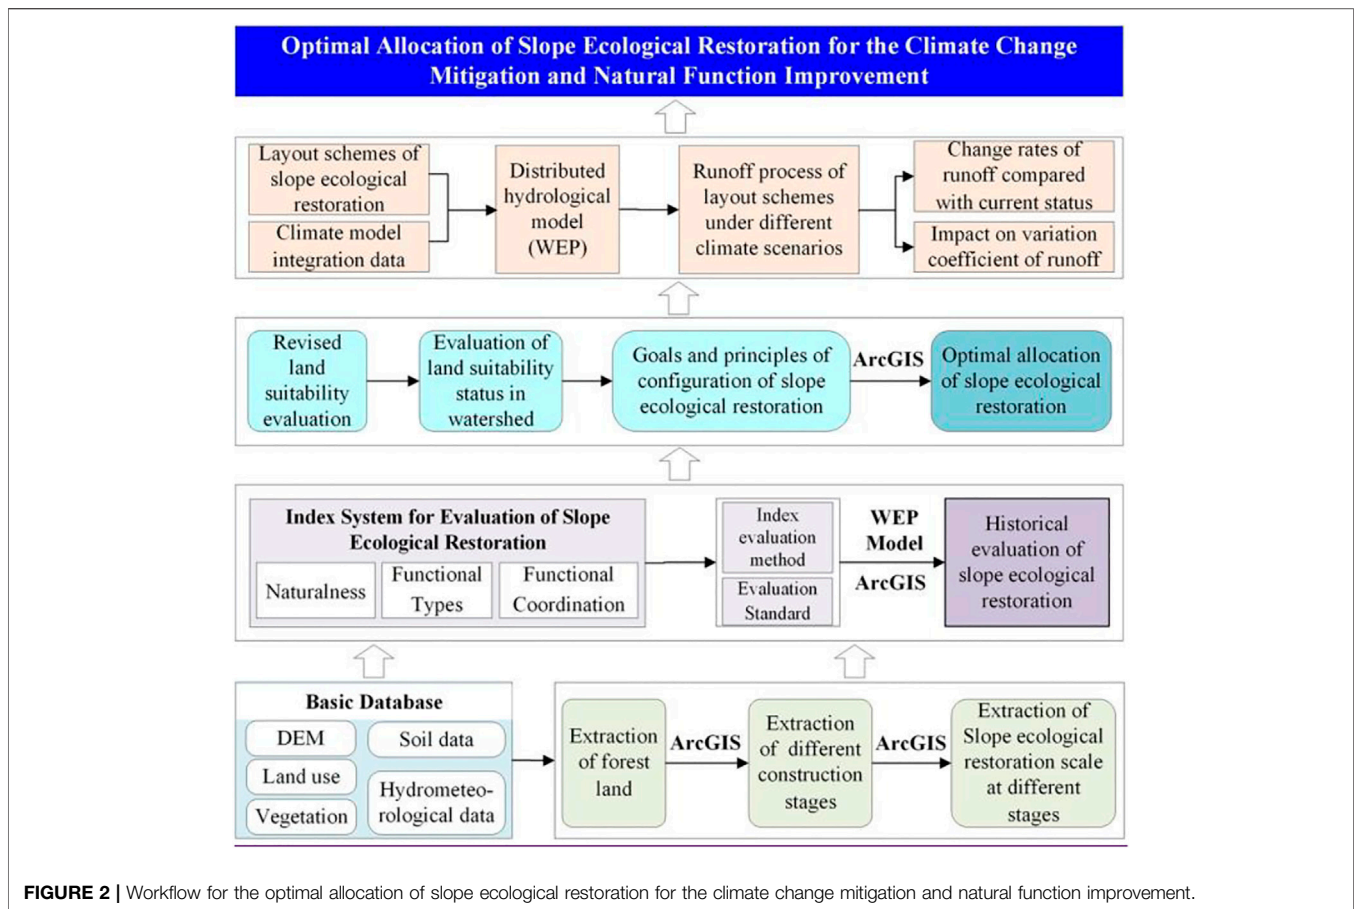 Optimal Allocation of Slope Ecological Restoration for the Climate Change
Mitigation and Natural Function Improvement
Layout schemes of
slope ecological
restoration
Climate model
integration data
Distributed
hydrological
model
(WEP)
Runoff process of
layout schemes
under different
climate scenarios
Change rates of
runoff compared
with current status
Impact on variation
coefficient of runoff
Revised
land
suitability
evaluation
Evaluation of
land suitability
status in
watershed
Goals and principles of
configuration of slope
ecological restoration
ArcGIS
Optimal allocation
of slope ecological
restoration
Index System for Evaluation of Slope
Ecological Restoration
Naturalness
Functional
Types
Functional
Coordination
Index
evaluation
method
Evaluation
Standard
WEP
Model
ArcGIS
Historical
evaluation of
slope ecological
restoration
Basic Database
DEM
Land use
Vegetation
Soil data
Hydrometeo-
rological data
Extraction
of forest
land
ArcGIS
Extraction
of different
construction
stages
ArcGIS
Extraction of
Slope ecological
restoration scale
at different
stages
FIGURE 2 | Workflow for the optimal allocation of slope ecological restoration for the climate change mitigation and natural function improvement.